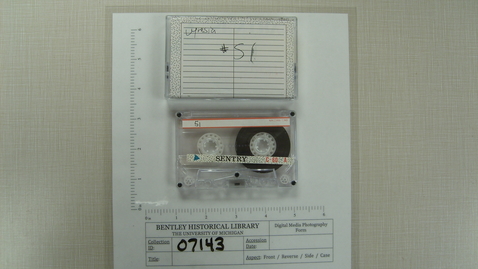 #51
51
SENTRY
C-60
A
BENTLEY HISTORICAL LIBRARY
THE UNIVERSITY OF MICHIGAN
Digital Media Photography Form
Collection ID: 07143
Accession Date:
Title:
Aspect: Front / Reverse / Side / Case